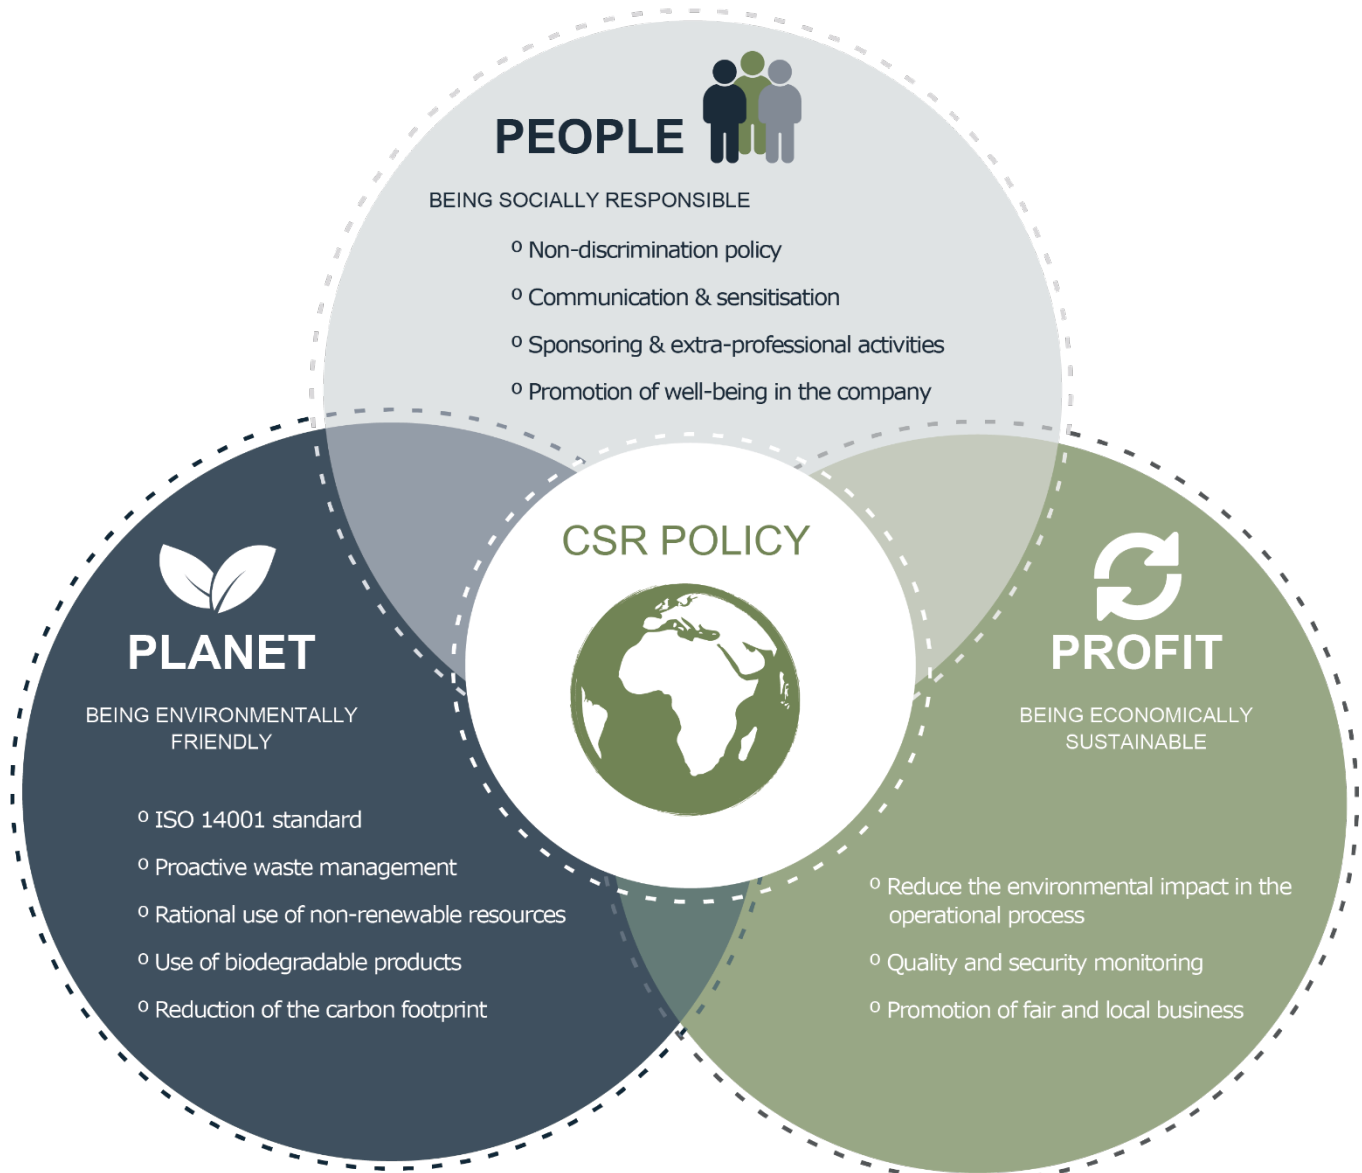 PEOPLE
BEING SOCIALLY RESPONSIBLE
o Non-discrimination policy
o Communication & sensitisation
o Sponsoring & extra-professional activities
o Promotion of well-being in the company
CSR POLICY
PLANET
BEING ENVIRONMENTALLY
FRIENDLY
o ISO 14001 standard
o Proactive waste management
o Rational use of non-renewable resources
o Use of biodegradable products
o Reduction of the carbon footprint
PROFIT
BEING ECONOMICALLY
SUSTAINABLE
o Reduce the environmental impact in the
operational process
o Quality and security monitoring
o Promotion of fair and local business